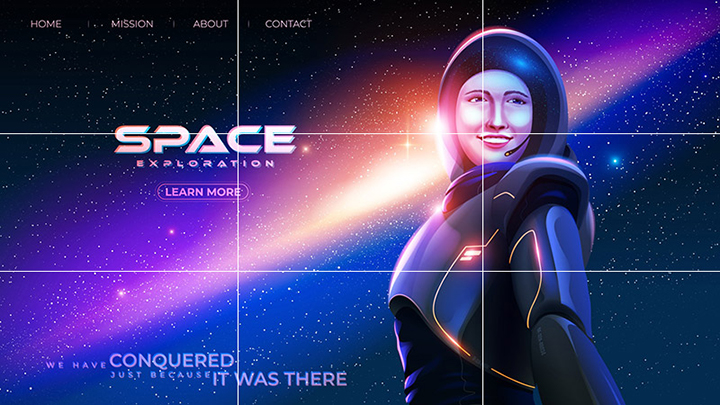 HOME MISSION ABOUT CONTACT
SPACE
EXPLORATION
LEARN MORE
WE HAVE CONQUERED
JUST BECAUSE IT WAS THERE